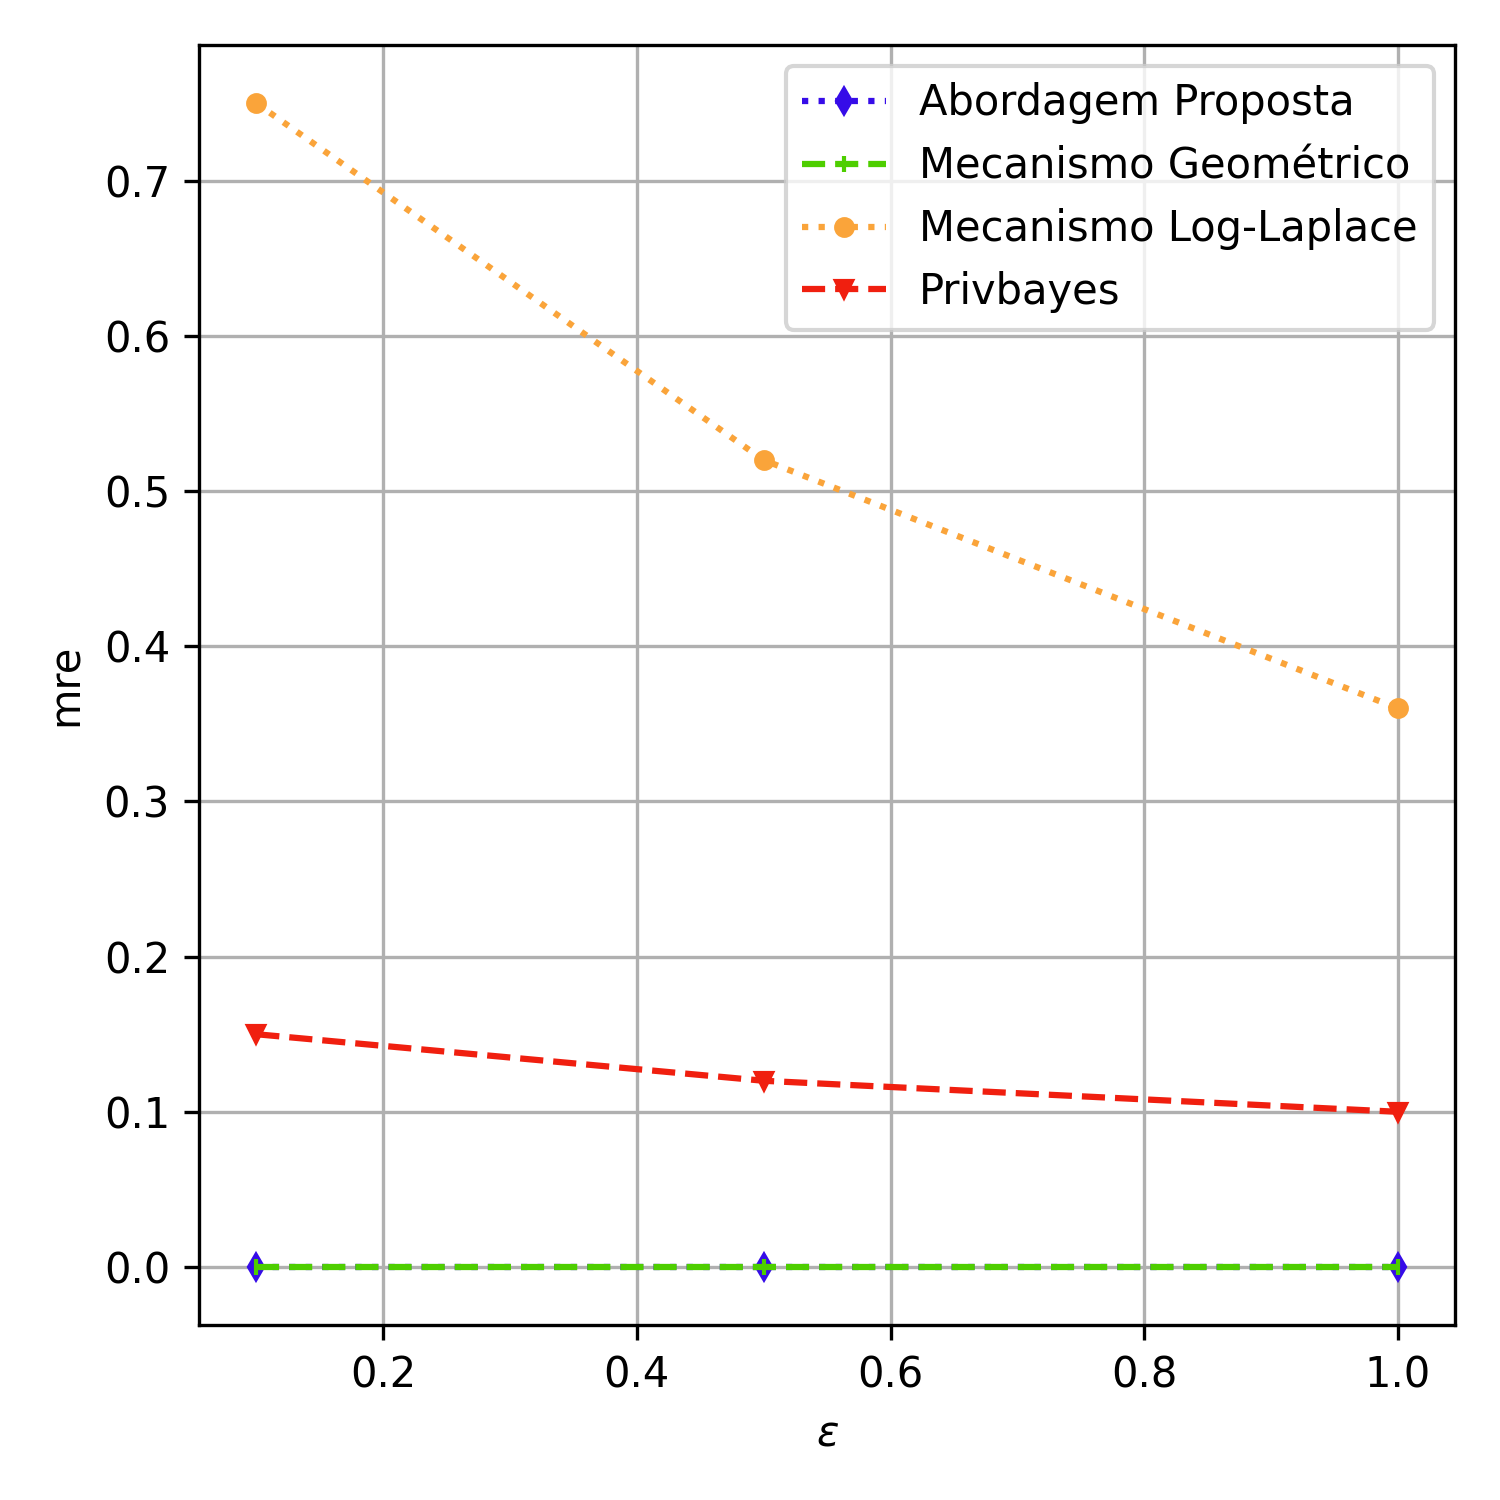 Abordagem Proposta
Mecanismo Geométrico
Mecanismo Log-Laplace
Privbayes
0.7
0.6
0.5
0.4
0.3
0.2
0.1
0.0
mre
0.2 0.4 0.6 0.8 1.0
ε